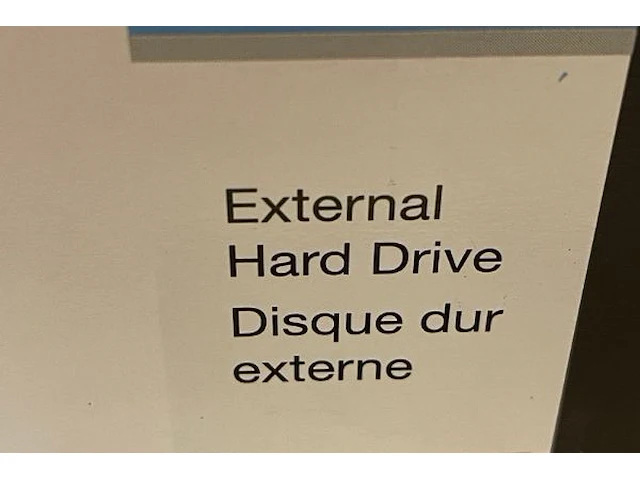 External
Hard Drive
Disque dur
externe